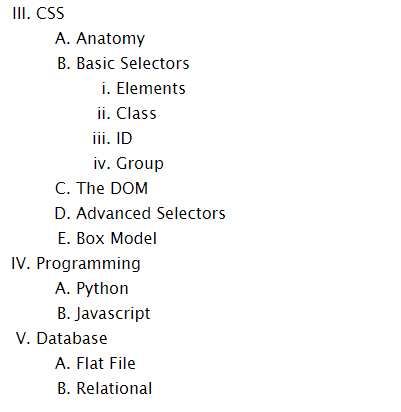 III. CSS
A. Anatomy
B. Basic Selectors
i. Elements
ii. Class
iii. ID
iv. Group
C. The DOM
D. Advanced Selectors
E. Box Model
IV. Programming
A. Python
B. Javascript
V. Database
A. Flat File
B. Relational